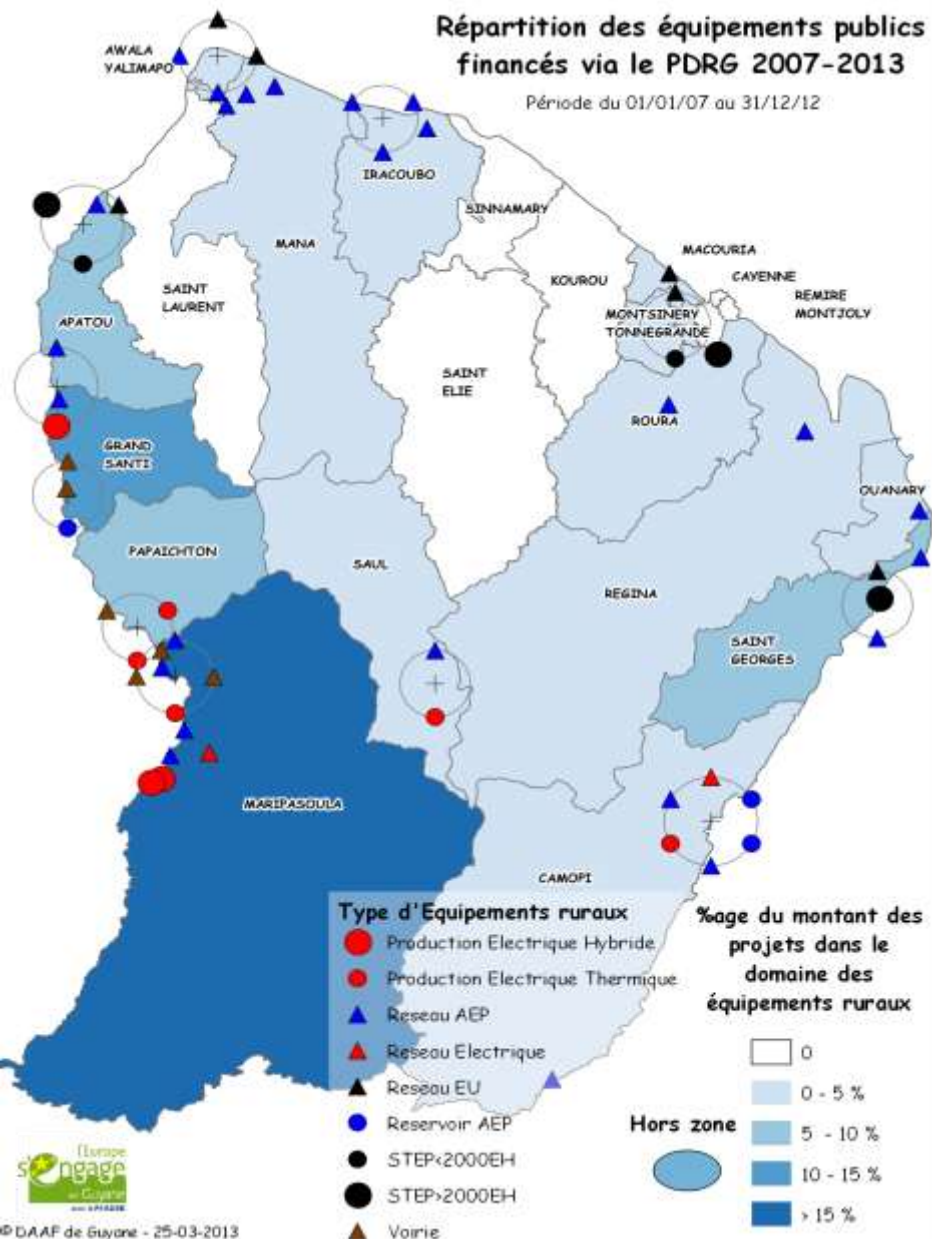 Répartition des équipements publics
financés via le PDRG 2007-2013
Période du 01/01/07 au 31/12/12
AWALA
YALIMAPO
IRACOUBO
SINNAMARY
MANA
MACOURIA
CAYENNE
KOUROU
REMIRE
MONTJOLY
SAINT
LAURENT
MONTSINERY
TONNEGRANDE
APATOU
SAINT
ELIE
ROURA
GRAND
SANTI
OUANARY
PAPAICHTON
SAUL
REGINA
SAINT
GEORGES
MARIPASOULA
CAMOPI
Type d'Equipements ruraux
Production Electrique Hybride
Production Electrique Thermique
Reseau AEP
Reseau Electrique
Reseau EU
Reservoir AEP
STEP<2000EH
STEP>2000EH
Voirie
%age du montant des
projets dans le
domaine des
équipements ruraux
0
0 - 5 %
5 - 10 %
10 - 15 %
> 15 %
Hors zone
l'Europe
s'engage
en Guyane
© DAAF de Guyane - 25-03-2013